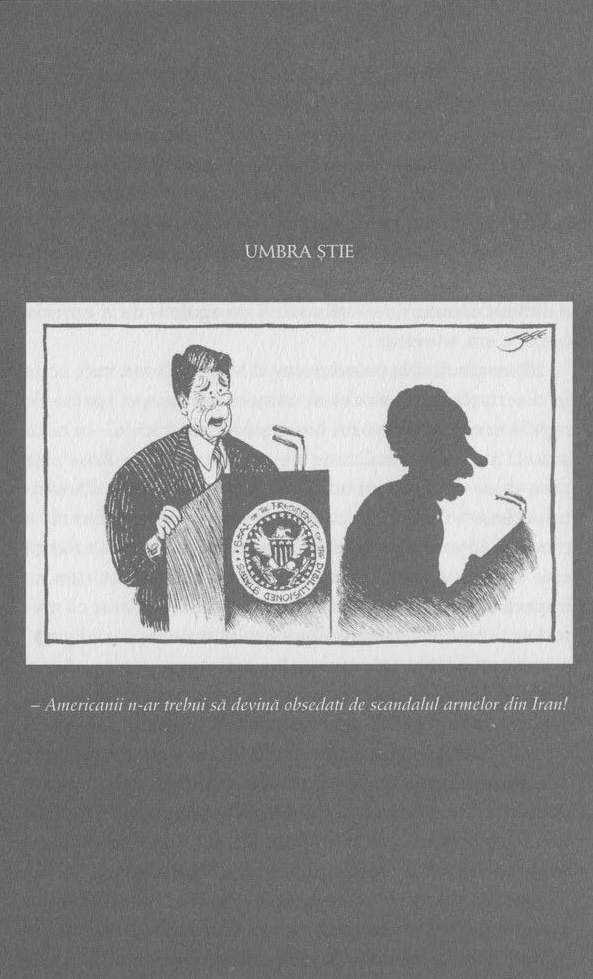 UMBRA ȘTIE
SEAL OF THE PRESIDENT OF THE DISILLUSIONED STATES
– Americanii n-ar trebui să devină obsedați de scandalul armelor din Iran!